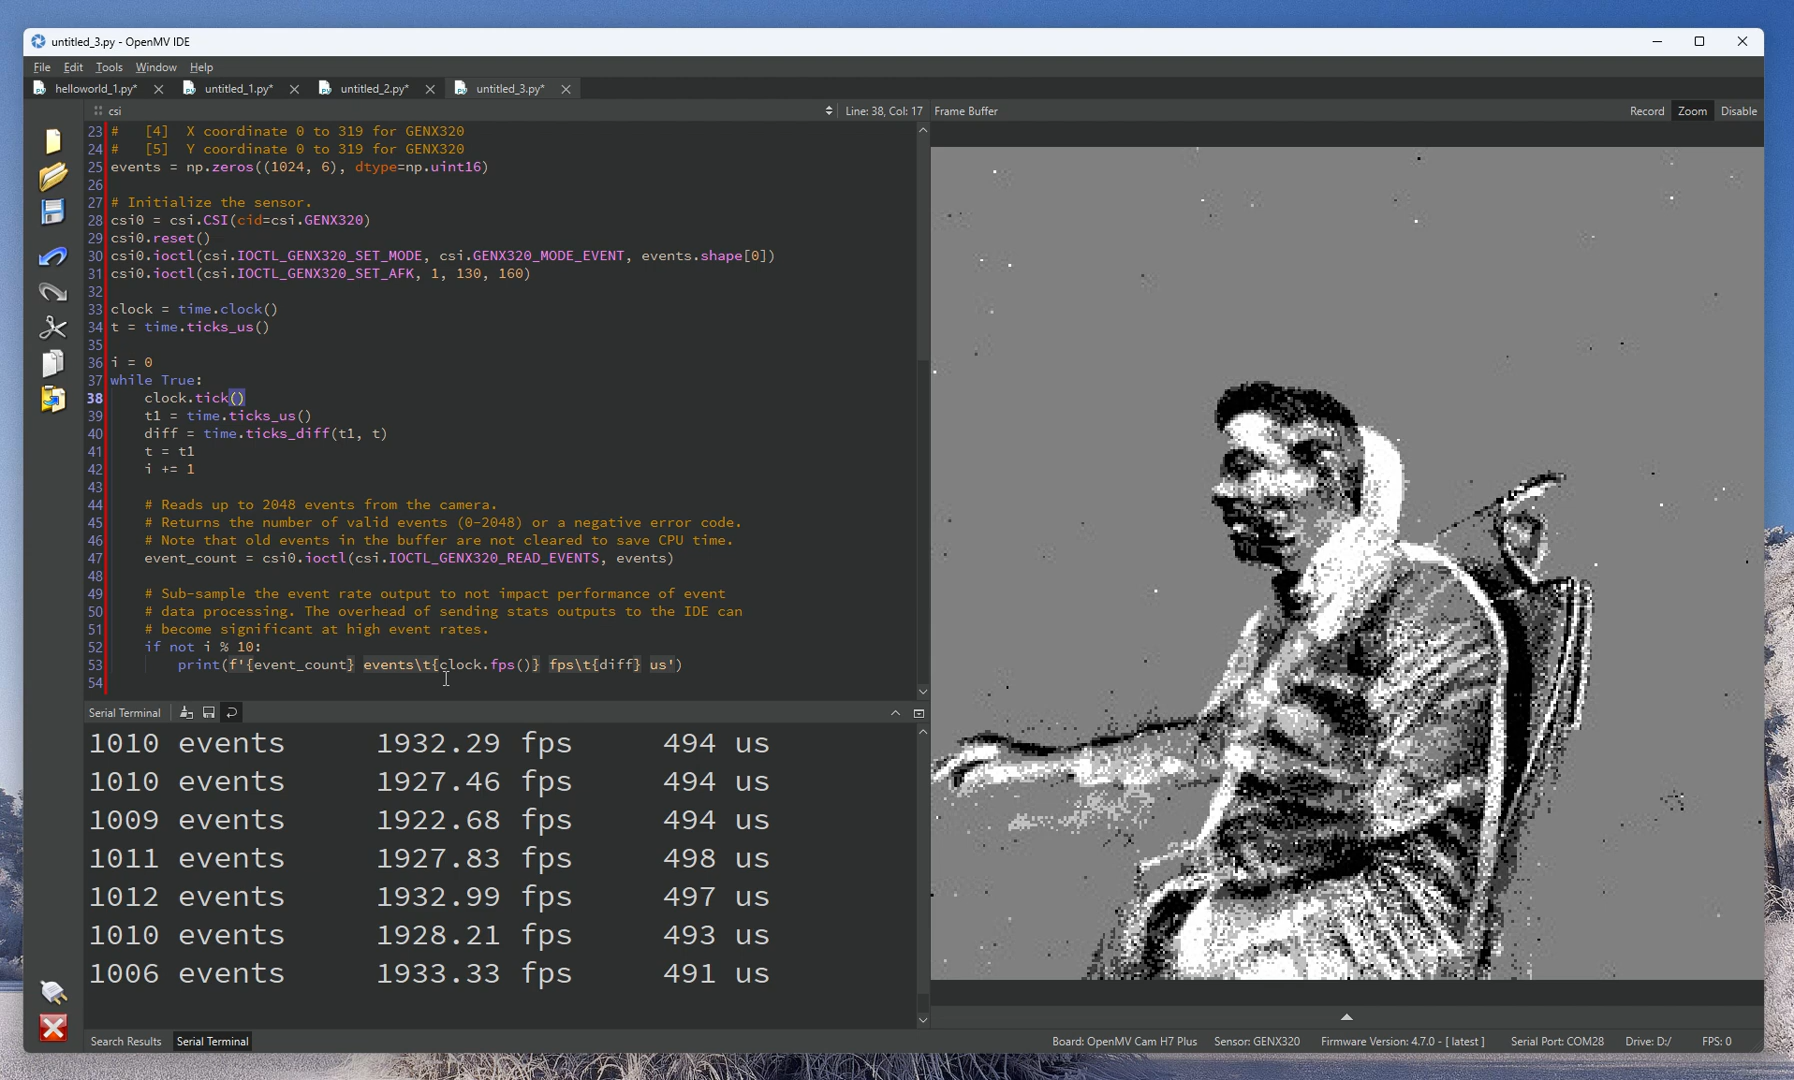 untitled_3.py - OpenMV IDE
File Edit Tools Window Help
helloworld_1.py* untitled_1.py* untitled_2.py* untitled_3.py*
csi Line: 38, Col: 17 Frame Buffer Record Zoom Disable
23 #   [4]  X coordinate 0 to 319 for GENX320
24 #   [5]  Y coordinate 0 to 319 for GENX320
25 events = np.zeros((1024, 6), dtype=np.uint16)
26
27 # Initialize the sensor.
28 csi0 = csi.CSI(cid=csi.GENX320)
29 csi0.reset()
30 csi0.ioctl(csi.IOCTL_GENX320_SET_MODE, csi.GENX320_MODE_EVENT, events.shape[0])
31 csi0.ioctl(csi.IOCTL_GENX320_SET_AFK, 1, 130, 160)
32
33 clock = time.clock()
34 t = time.ticks_us()
35
36 i = 0
37 while True:
38     clock.tick()
39     t1 = time.ticks_us()
40     diff = time.ticks_diff(t1, t)
41     t = t1
42     i += 1
43
44     # Reads up to 2048 events from the camera.
45     # Returns the number of valid events (0-2048) or a negative error code.
46     # Note that old events in the buffer are not cleared to save CPU time.
47     event_count = csi0.ioctl(csi.IOCTL_GENX320_READ_EVENTS, events)
48
49     # Sub-sample the event rate output to not impact performance of event
50     # data processing. The overhead of sending stats outputs to the IDE can
51     # become significant at high event rates.
52     if not i % 10:
53         print(f'{event_count} events\t{clock.fps()} fps\t{diff} us')
54
Serial Terminal
1010 events 1932.29 fps 494 us
1010 events 1927.46 fps 494 us
1009 events 1922.68 fps 494 us
1011 events 1927.83 fps 498 us
1012 events 1932.99 fps 497 us
1010 events 1928.21 fps 493 us
1006 events 1933.33 fps 491 us
Search Results Serial Terminal Board: OpenMV Cam H7 Plus Sensor: GENX320 Firmware Version: 4.7.0 - [ latest ] Serial Port: COM28 Drive: D:/ FPS: 0